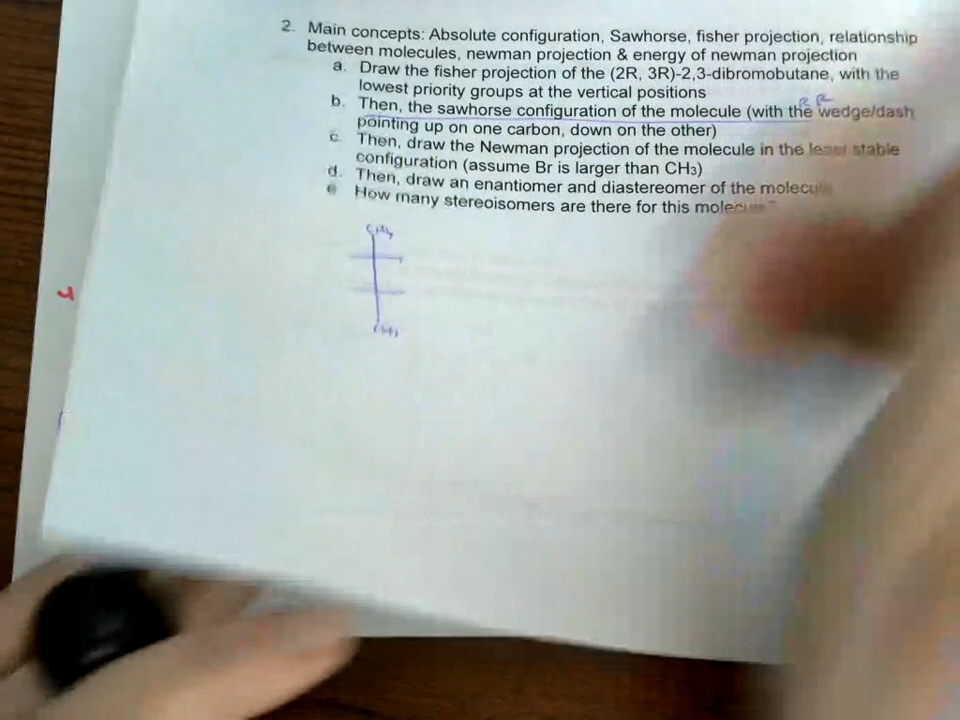 2. Main concepts: Absolute configuration, Sawhorse, fisher projection, relationship
between molecules, newman projection & energy of newman projection
a. Draw the fisher projection of the (2R, 3R)-2,3-dibromobutane, with the
lowest priority groups at the vertical positions
R R
b. Then, the sawhorse configuration of the molecule (with the wedge/dash
pointing up on one carbon, down on the other)
c. Then, draw the Newman projection of the molecule in the least stable
configuration (assume Br is larger than CH3)
d. Then, draw an enantiomer and diastereomer of the molecule
e. How many stereoisomers are there for this molecule?
CH3
CH3